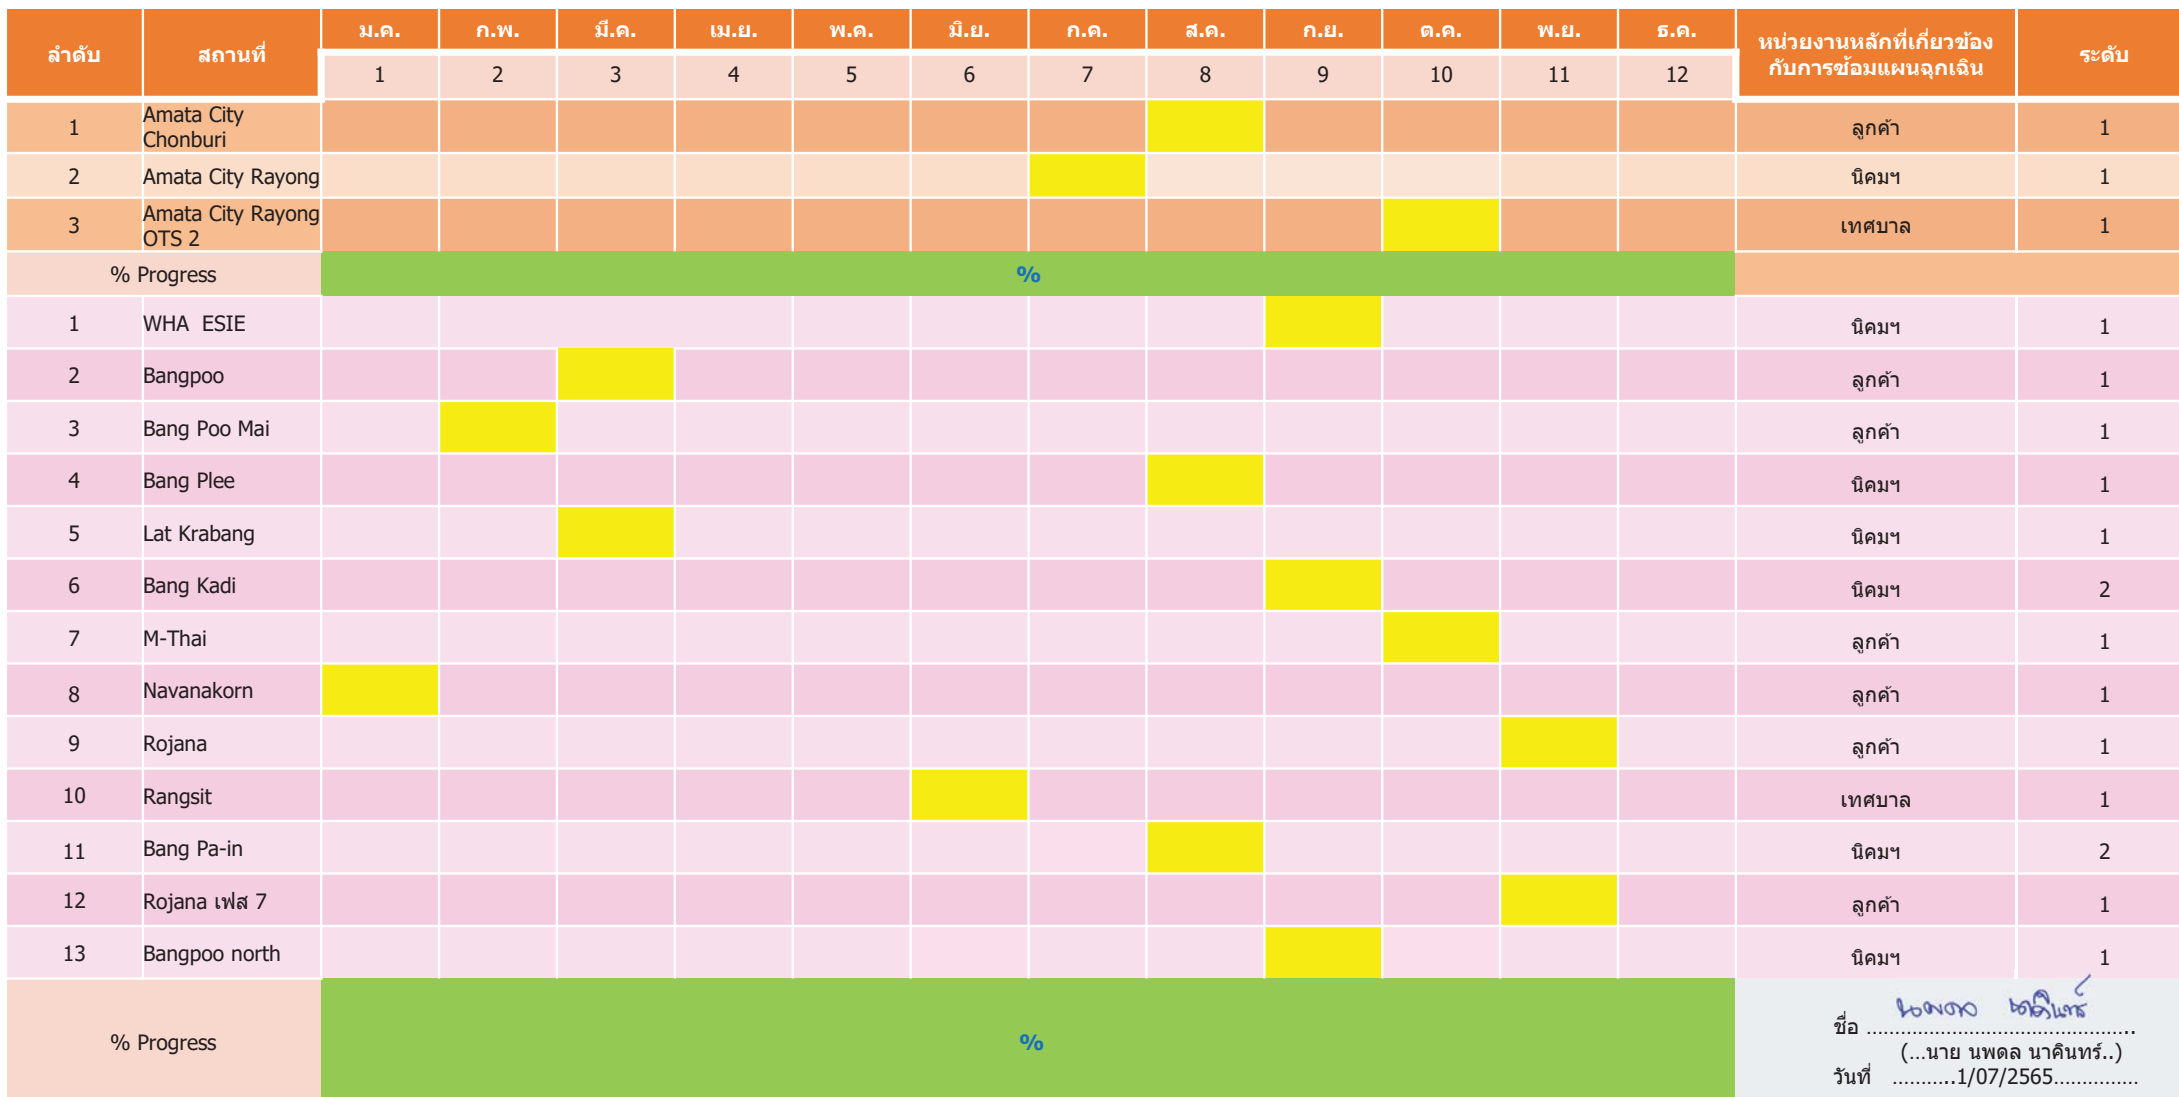 ลำดับ สถานที่ ม.ค. ก.พ. มี.ค. เม.ย. พ.ค. มิ.ย. ก.ค. ส.ค. ก.ย. ต.ค. พ.ย. ธ.ค. หน่วยงานหลักที่เกี่ยวข้อง ระดับ
1 2 3 4 5 6 7 8 9 10 11 12 กับการซ้อมแผนฉุกเฉิน
1 Amata City Chonburi ลูกค้า 1
2 Amata City Rayong นิคมฯ 1
3 Amata City Rayong OTS 2 เทศบาล 1
% Progress %
1 WHA ESIE นิคมฯ 1
2 Bangpoo ลูกค้า 1
3 Bang Poo Mai ลูกค้า 1
4 Bang Plee นิคมฯ 1
5 Lat Krabang นิคมฯ 1
6 Bang Kadi นิคมฯ 2
7 M-Thai ลูกค้า 1
8 Navanakorn ลูกค้า 1
9 Rojana ลูกค้า 1
10 Rangsit เทศบาล 1
11 Bang Pa-in นิคมฯ 2
12 Rojana เฟส 7 ลูกค้า 1
13 Bangpoo north นิคมฯ 1
% Progress %
ชื่อ ………………………………………..
(…นาย นพดล นาคินทร์..)
วันที่ ………..1/07/2565……………